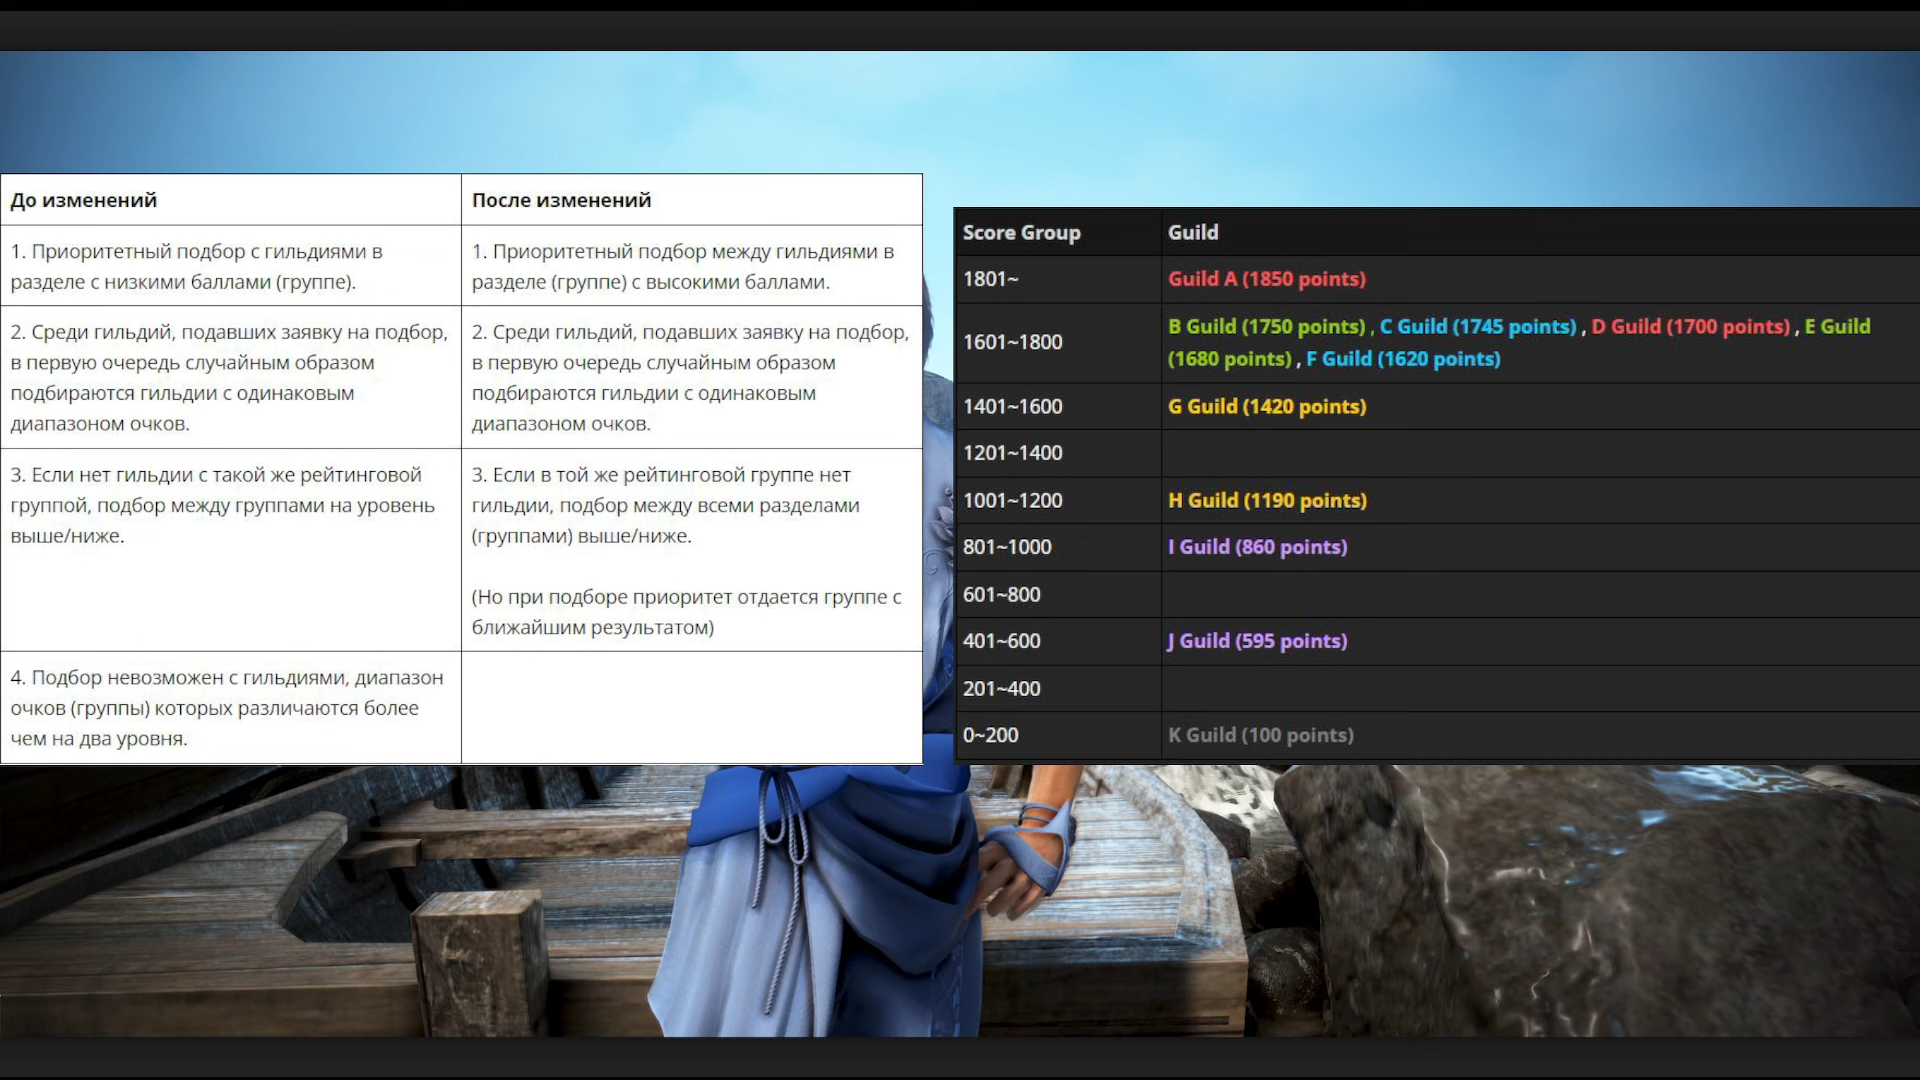 До изменений
После изменений
1. Приоритетный подбор с гильдиями в
разделе с низкими баллами (группе).
1. Приоритетный подбор между гильдиями в
разделе (группе) с высокими баллами.
2. Среди гильдий, подавших заявку на подбор,
в первую очередь случайным образом
подбираются гильдии с одинаковым
диапазоном очков.
2. Среди гильдий, подавших заявку на подбор,
в первую очередь случайным образом
подбираются гильдии с одинаковым
диапазоном очков.
3. Если нет гильдии с такой же рейтинговой
группой, подбор между группами на уровень
выше/ниже.
3. Если в той же рейтинговой группе нет
гильдии, подбор между всеми разделами
(группами) выше/ниже.
(Но при подборе приоритет отдается группе с
ближайшим результатом)
4. Подбор невозможен с гильдиями, диапазон
очков (группы) которых различаются более
чем на два уровня.
Score Group
Guild
1801~
Guild A (1850 points)
1601~1800
B Guild (1750 points) , C Guild (1745 points) , D Guild (1700 points) , E Guild
(1680 points) , F Guild (1620 points)
1401~1600
G Guild (1420 points)
1201~1400
1001~1200
H Guild (1190 points)
801~1000
I Guild (860 points)
601~800
401~600
J Guild (595 points)
201~400
0~200
K Guild (100 points)